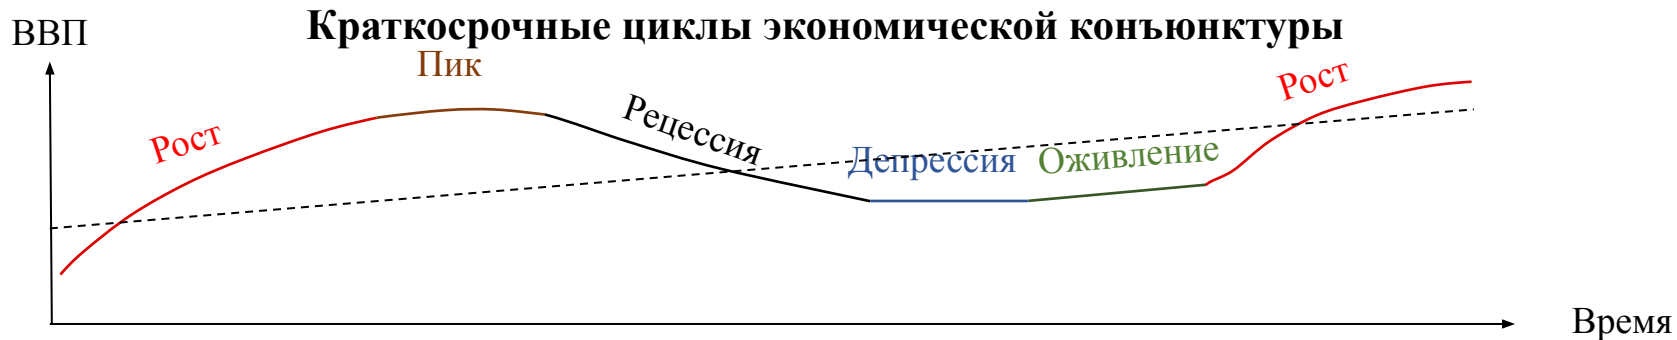 Краткосрочные циклы экономической конъюнктуры
ВВП
Пик
Рост
Рецессия
Депрессия
Оживление
Рост
Время